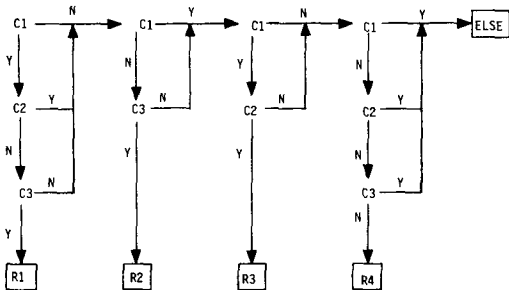 N Y N Y
C1 C1 C1 C1 ELSE
Y N Y N
C2 Y C3 N C2 N C2 Y
N Y Y N
C3 N C3 Y
Y N
R1 R2 R3 R4